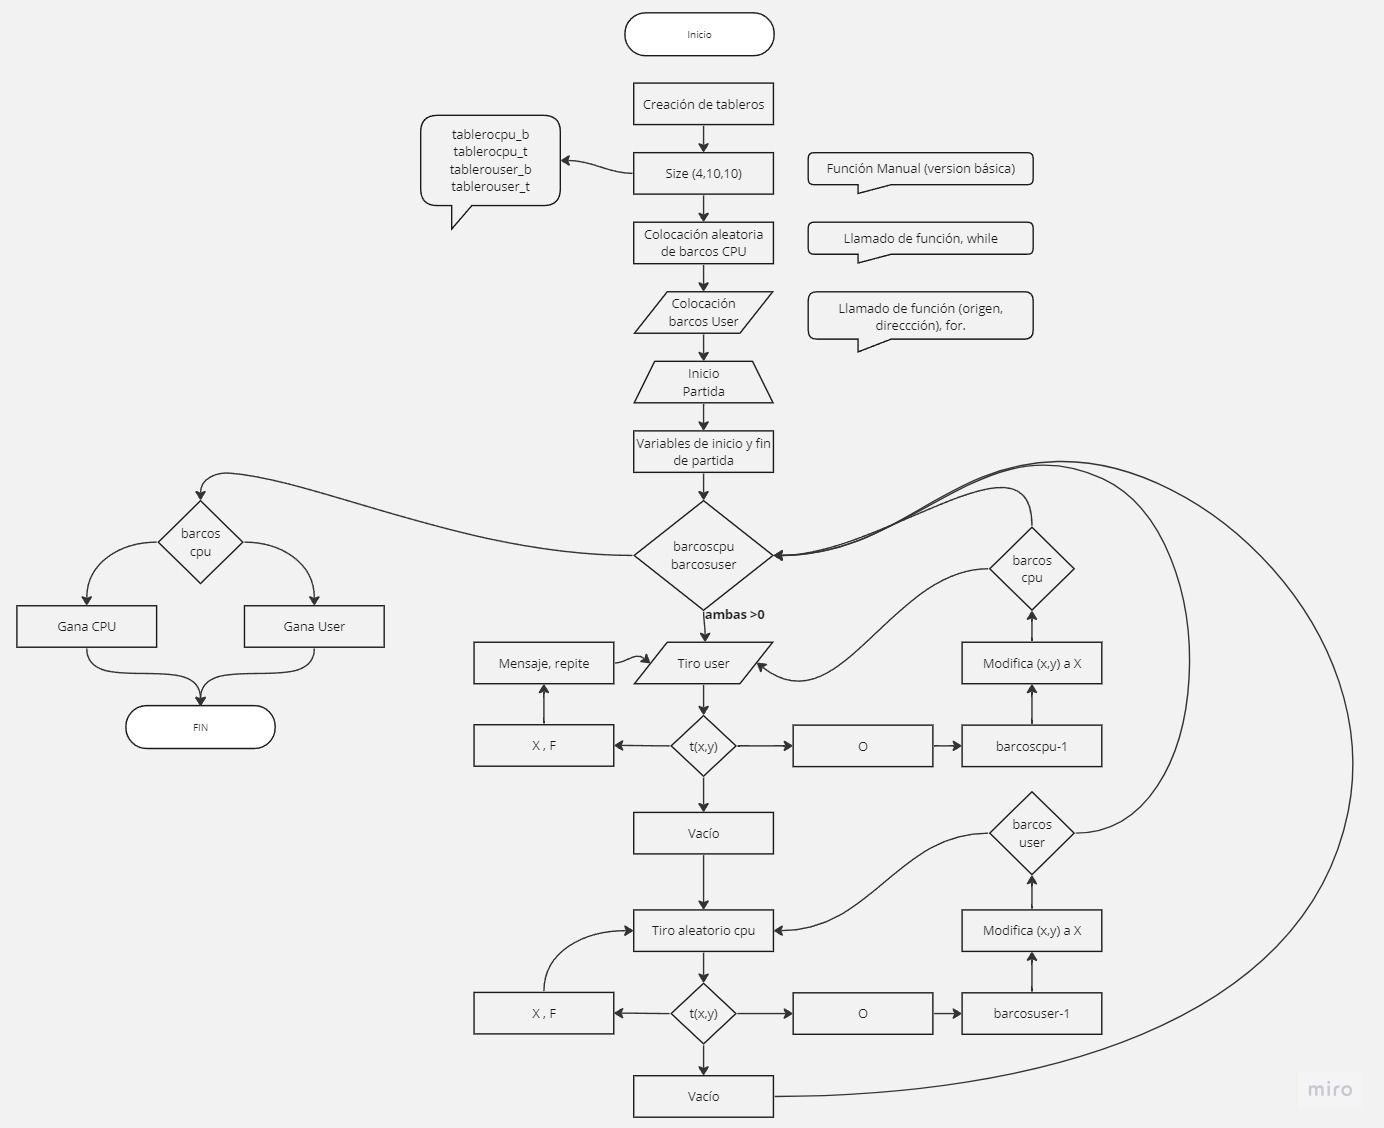 Inicio
Creación de tableros
tablerocpu_b
tablerocpu_t
tablerouser_b
tablerouser_t
Size (4,10,10)
Función Manual (version básica)
Colocación aleatoria
de barcos CPU
Llamado de función, while
Colocación
barcos User
Llamado de función (origen,
direccción), for.
Inicio
Partida
Variables de inicio y fin
de partida
barcos
cpu
barcoscpu
barcosuser
barcos
cpu
ambas >0
Gana CPU
Gana User
Mensaje, repite
Tiro user
Modifica (x,y) a X
FIN
X , F
t(x,y)
O
barcoscpu-1
Vacío
barcos
user
Tiro aleatorio cpu
Modifica (x,y) a X
X , F
t(x,y)
O
barcosuser-1
Vacío
miro